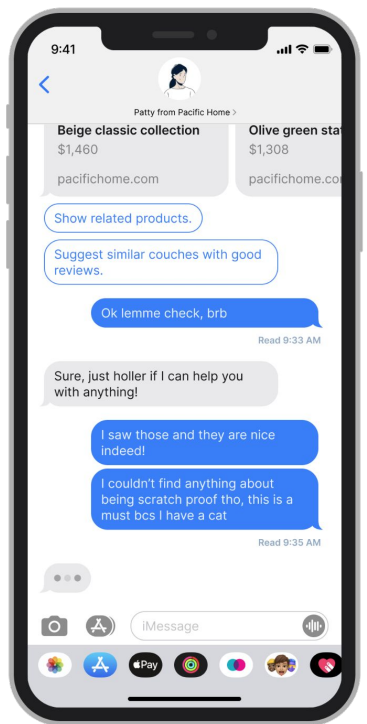 9:41
Patty from Pacific Home >
Beige classic collection
$1,460
pacifichome.com
Olive green
$1,308
pacifichome.co
Show related products.
Suggest similar couches with good
reviews.
Ok lemme check, brb
Read 9:33 AM
Sure, just holler if I can help you
with anything!
I saw those and they are nice
indeed!
I couldn't find anything about
being scratch proof tho, this is a
must bcs I have a cat
Read 9:35 AM
iMessage
Pay